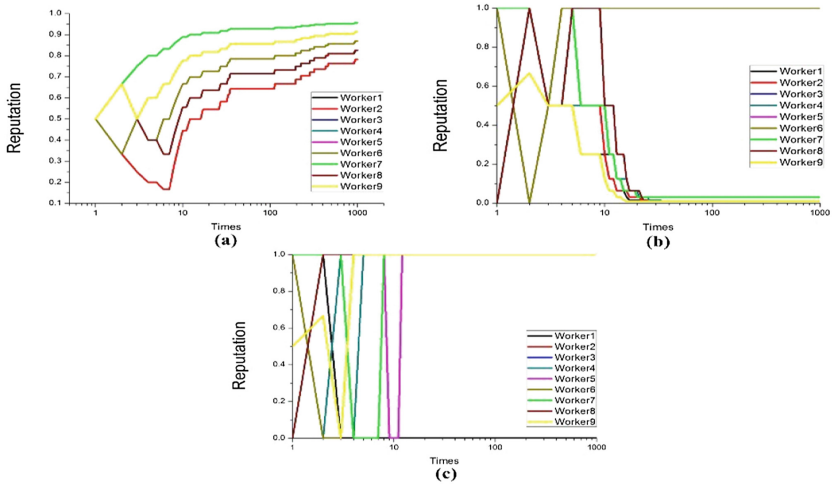 Reputation
1.0
0.9
0.8
0.7
0.6
0.5
0.4
0.3
0.2
0.1
1
10
100
1000
Times
(a)
Worker1
Worker2
Worker3
Worker4
Worker5
Worker6
Worker7
Worker8
Worker9
Reputation
1.0
0.8
0.6
0.4
0.2
0.0
1
10
100
1000
Times
(b)
Worker1
Worker2
Worker3
Worker4
Worker5
Worker6
Worker7
Worker8
Worker9
Reputation
1.0
0.8
0.6
0.4
0.2
0.0
1
10
100
1000
Times
(c)
Worker1
Worker2
Worker3
Worker4
Worker5
Worker6
Worker7
Worker8
Worker9